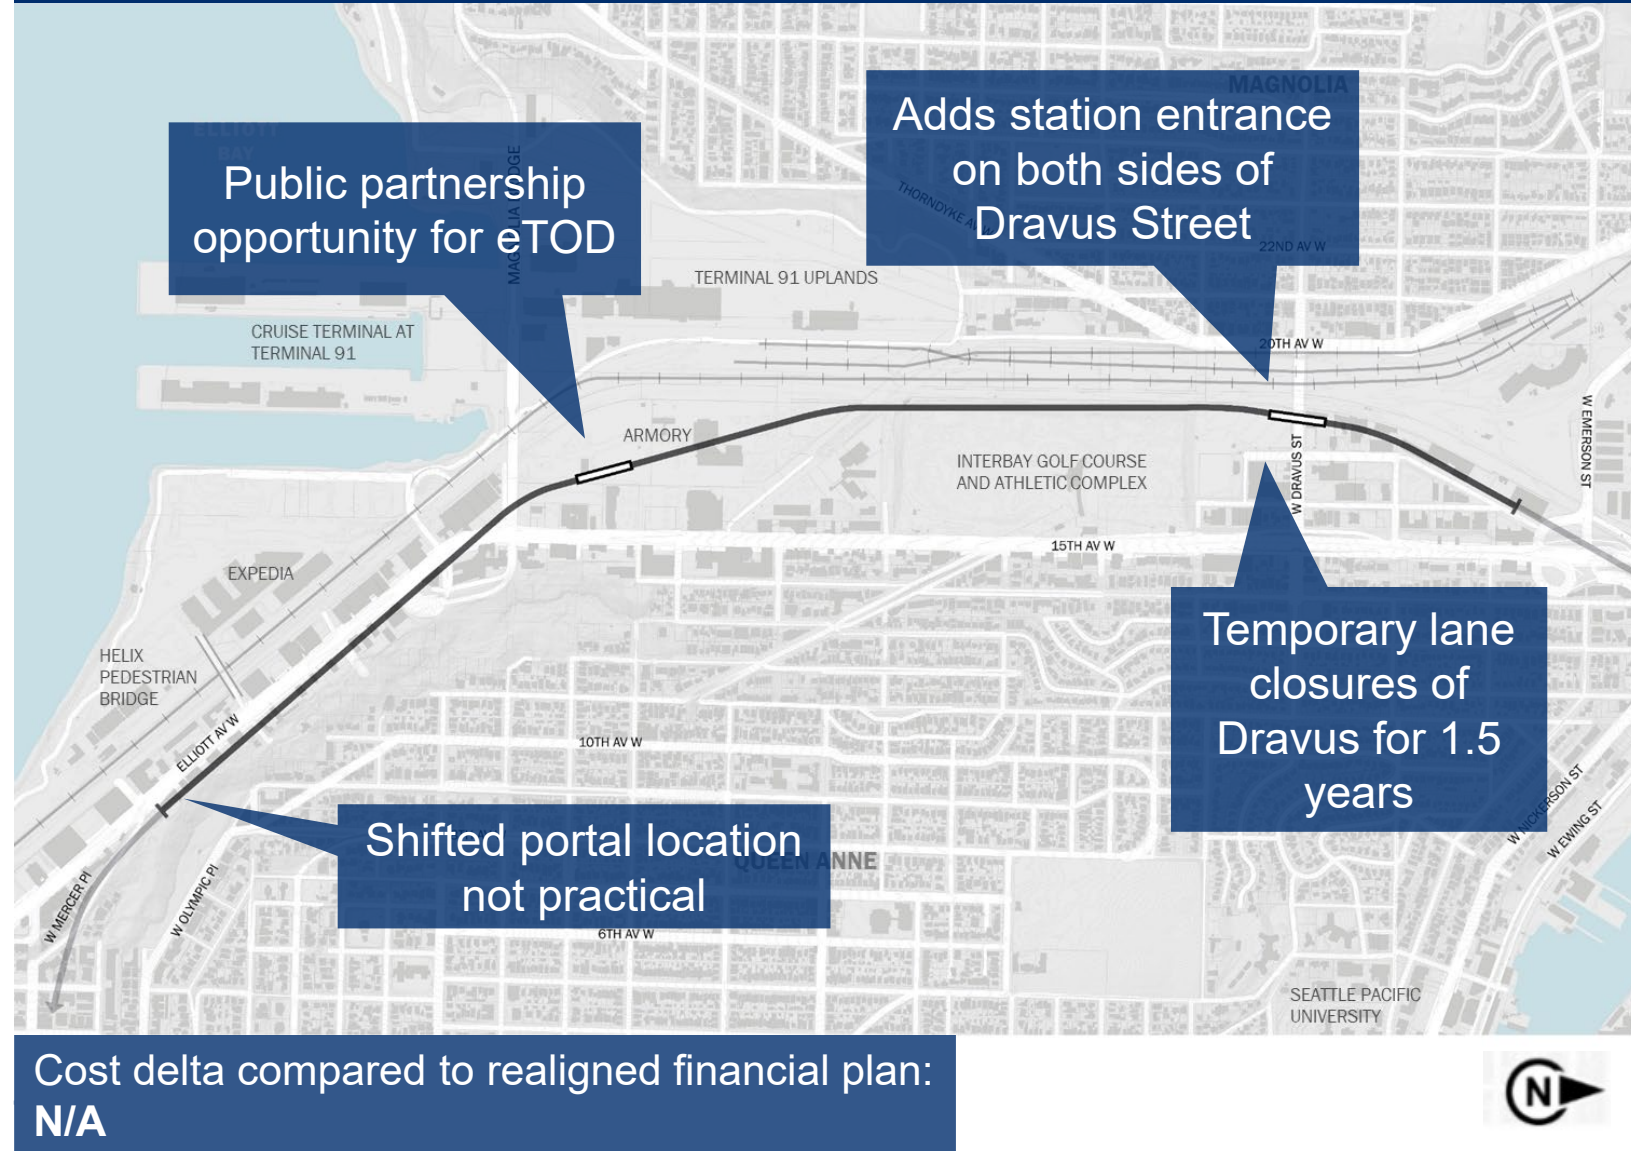 MAGNOLIA
Adds station entrance
on both sides of
Dravus Street
ELLIOTT
BAY
Public partnership
opportunity for eTOD
THORNDYKE AV W
22ND AV W
TERMINAL 91 UPLANDS
CRUISE TERMINAL AT
TERMINAL 91
20TH AV W
W EMERSON ST
ARMORY
W DRAVUS ST
INTERBAY GOLF COURSE
AND ATHLETIC COMPLEX
15TH AV W
EXPEDIA
Temporary lane
closures of
Dravus for 1.5
years
HELIX
PEDESTRIAN
BRIDGE
ELLIOTT AV W
10TH AV W
W NICKERSON ST
W EWING ST
Shifted portal location
not practical
QUEEN ANNE
W MERCER Pl
W OLYMPIC Pl
6TH AV W
SEATTLE PACIFIC
UNIVERSITY
Cost delta compared to realigned financial plan:
N/A
N